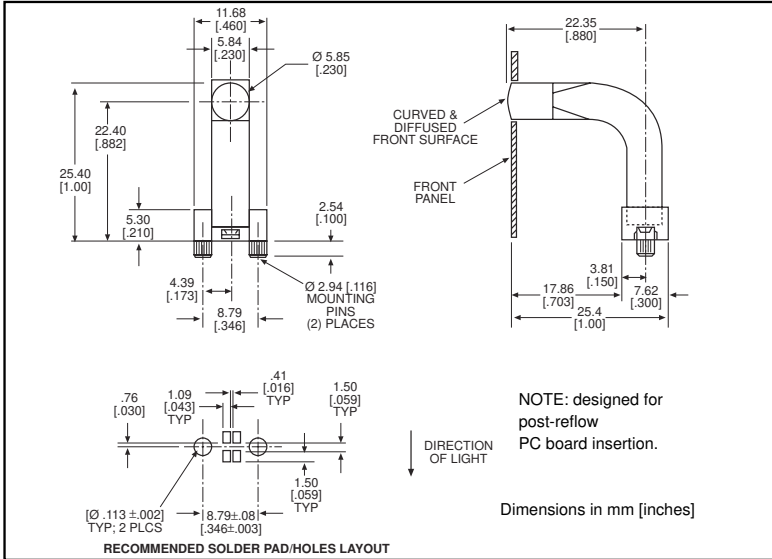 11.68
[.460]
5.84
[.230]
Ø 5.85
[.230]
22.40
[.882]
25.40
[1.00]
5.30
[.210]
2.54
[.100]
4.39
[.173]
8.79
[.346]
Ø 2.94 [.116]
MOUNTING
PINS
(2) PLACES
22.35
[.880]
CURVED &
DIFFUSED
FRONT SURFACE
FRONT
PANEL
3.81
[.150]
17.86
[.703]
7.62
[.300]
25.4
[1.00]
.76
[.030]
1.09
[.043]
TYP
.41
[.016]
TYP
1.50
[.059]
TYP
1.50
[.059]
TYP
[Ø .113 ±.002]
TYP; 2 PLCS
8.79±.08
[.346±.003]
DIRECTION
OF LIGHT
RECOMMENDED SOLDER PAD/HOLES LAYOUT
NOTE: designed for
post-reflow
PC board insertion.
Dimensions in mm [inches]